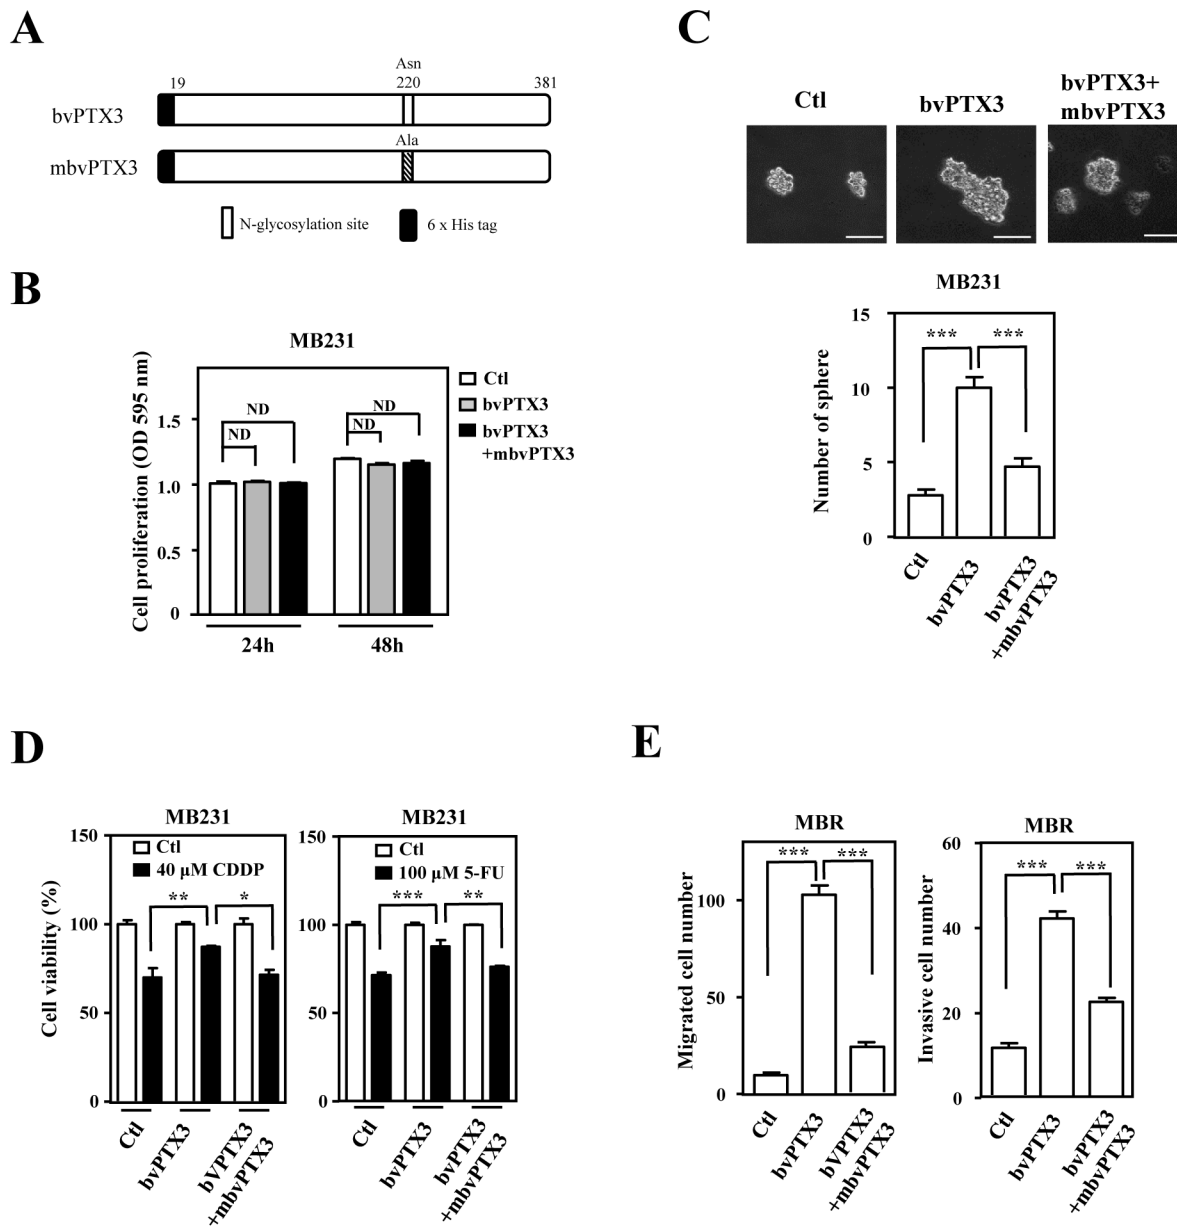 A
Asn
19 220 381
bvPTX3
Ala
mbvPTX3
N-glycosylation site
6 x His tag
B
MB231
Cell proliferation (OD 595 nm)
1.5
1.0
0.5
0
ND
ND
ND
ND
Ctl
bvPTX3
bvPTX3
+mbvPTX3
24h
48h
C
Ctl
bvPTX3
bvPTX3+
mbvPTX3
MB231
Number of sphere
15
10
5
0
***
***
Ctl
bvPTX3
bvPTX3
+mbvPTX3
D
MB231
Cell viability (%)
150
100
50
0
Ctl
40 μM CDDP
**
*
Ctl
bvPTX3
bVPTX3
+mbvPTX3
MB231
150
100
50
0
Ctl
100 μM 5-FU
***
**
Ctl
bvPTX3
bvPTX3
+mbvPTX3
E
MBR
Migrated cell number
100
50
0
***
***
Ctl
bvPTX3
bVPTX3
+mbvPTX3
MBR
Invasive cell number
60
40
20
0
***
***
Ctl
bvPTX3
bvPTX3
+mbvPTX3